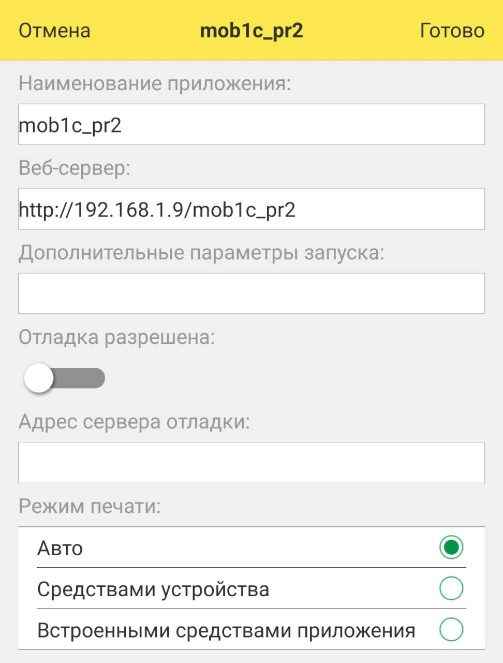 Отмена mob1c_pr2 Готово
Наименование приложения:
mob1c_pr2
Веб-сервер:
http://192.168.1.9/mob1c_pr2
Дополнительные параметры запуска:
Отладка разрешена:
Адрес сервера отладки:
Режим печати:
Авто
Средствами устройства
Встроенными средствами приложения